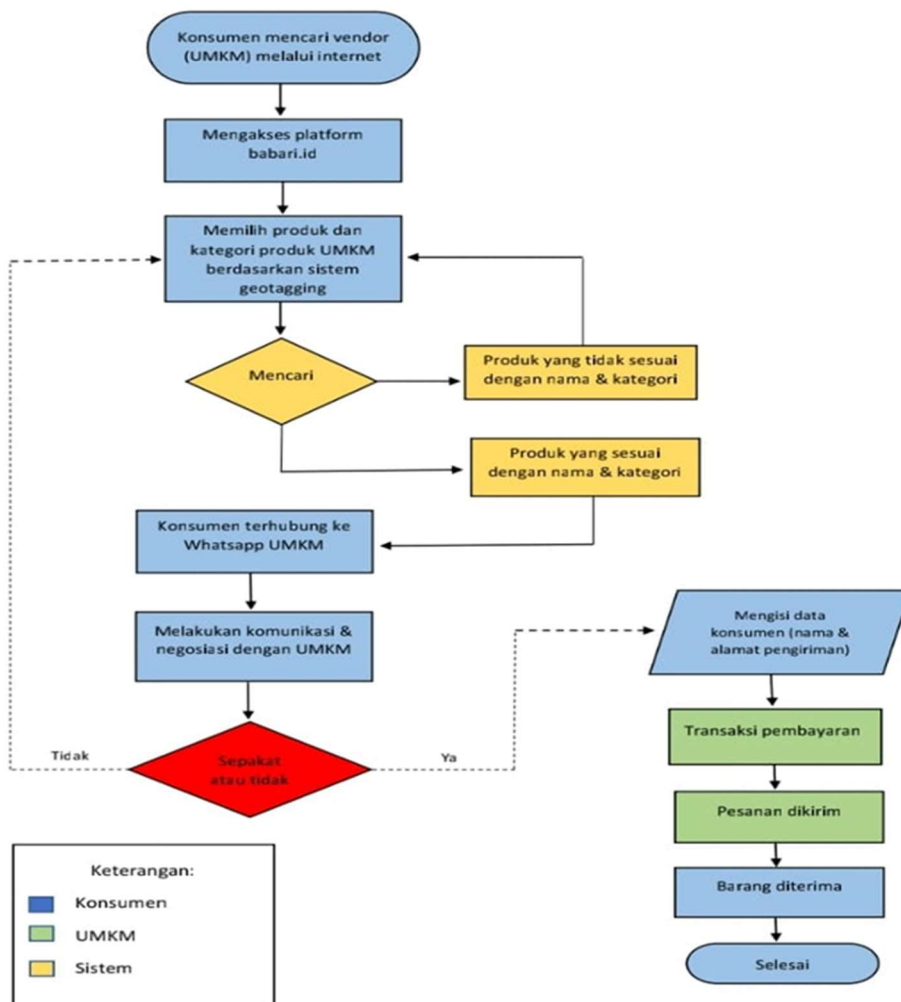 Konsumen mencari vendor
(UMKM) melalui internet
Mengakses platform
babari.id
Memilih produk dan
kategori produk UMKM
berdasarkan sistem
geotagging
Mencari
Produk yang tidak sesuai
dengan nama & kategori
Produk yang sesuai
dengan nama & kategori
Konsumen terhubung ke
Whatsapp UMKM
Melakukan komunikasi &
negosiasi dengan UMKM
Sepakat
atau tidak
Tidak
Ya
Mengisi data
konsumen (nama &
alamat pengiriman)
Transaksi pembayaran
Pesanan dikirim
Barang diterima
Selesai
Keterangan:
Konsumen
UMKM
Sistem